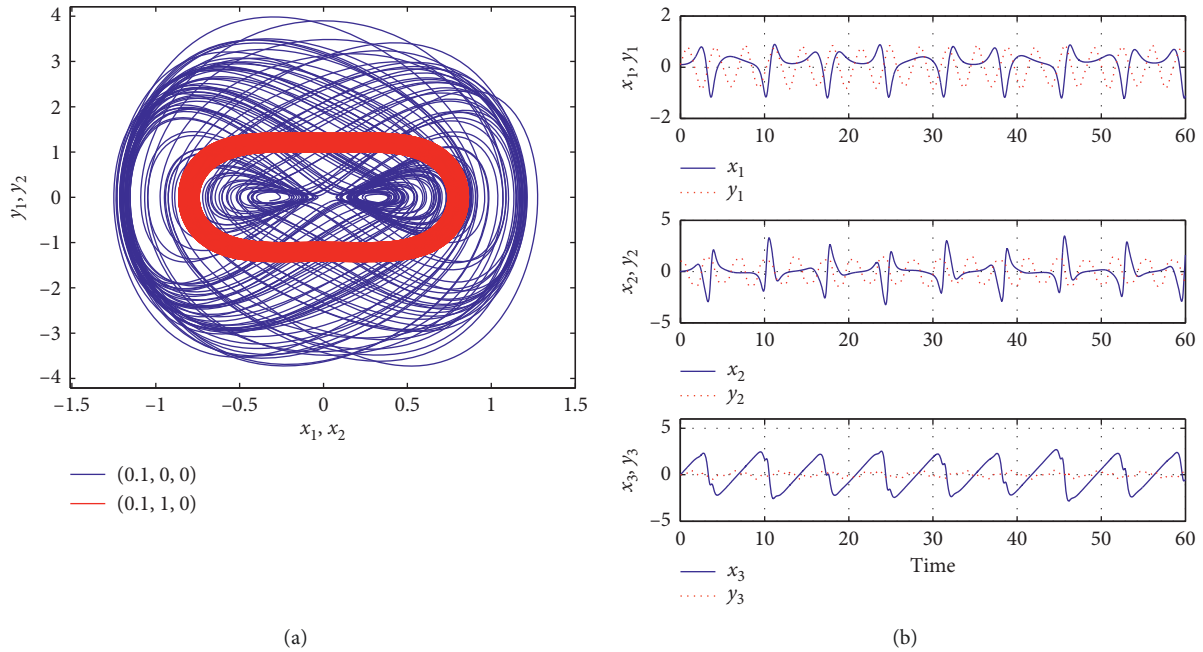 4
3
2
1
0
−1
−2
−3
−4
y1, y2
−1.5 −1 −0.5 0 0.5 1 1.5
x1, x2
(0.1, 0, 0)
(0.1, 1, 0)
(a)
2
0
−2
x1, y1
0 10 20 30 40 50 60
x1
y1
5
0
−5
x2, y2
0 10 20 30 40 50 60
x2
y2
5
0
−5
x3, y3
0 10 20 30 40 50 60
Time
x3
y3
(b)